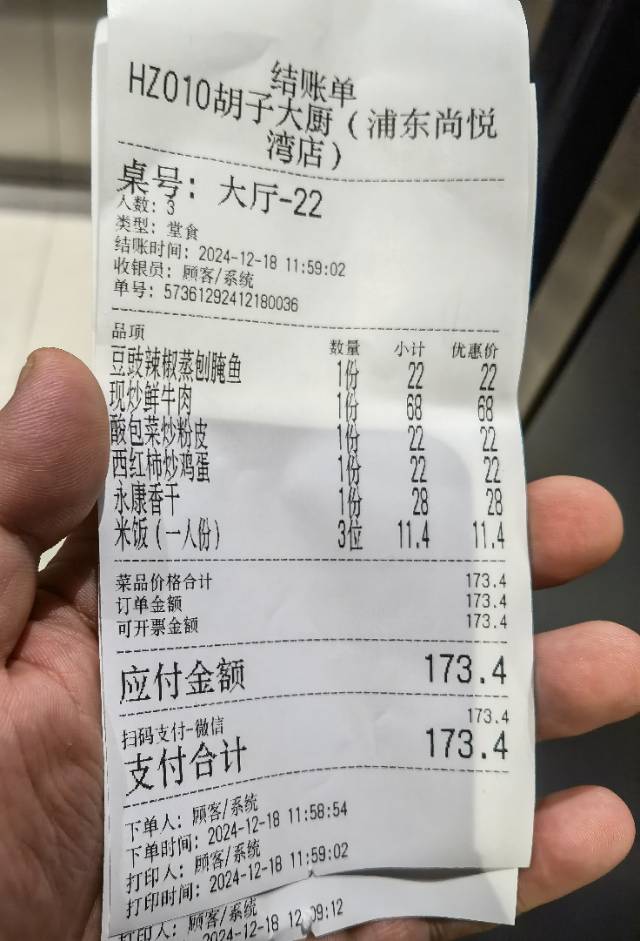 结账单
HZ010胡子大厨（浦东尚悦
湾店）
桌号：大厅-22
人数：3
类型：堂食
结账时间：2024-12-18 11:59:02
收银员：顾客/系统
单号：57361292412180036
品项 数量 小计 优惠价
豆豉辣椒蒸刨腌鱼 1份 22 22
现炒鲜牛肉 1份 68 68
酸包菜炒粉皮 1份 22 22
西红柿炒鸡蛋 1份 22 22
永康香干 1份 28 28
米饭（一人份） 3位 11.4 11.4
菜品价格合计 173.4
订单金额 173.4
可开票金额 173.4
应付金额 173.4
扫码支付-微信 173.4
支付合计 173.4
下单人：顾客/系统
下单时间：2024-12-18 11:58:54
打印人：顾客/系统
打印时间：2024-12-18 11:59:02
打印人：顾客/系统
2024-12-18 12:09:12